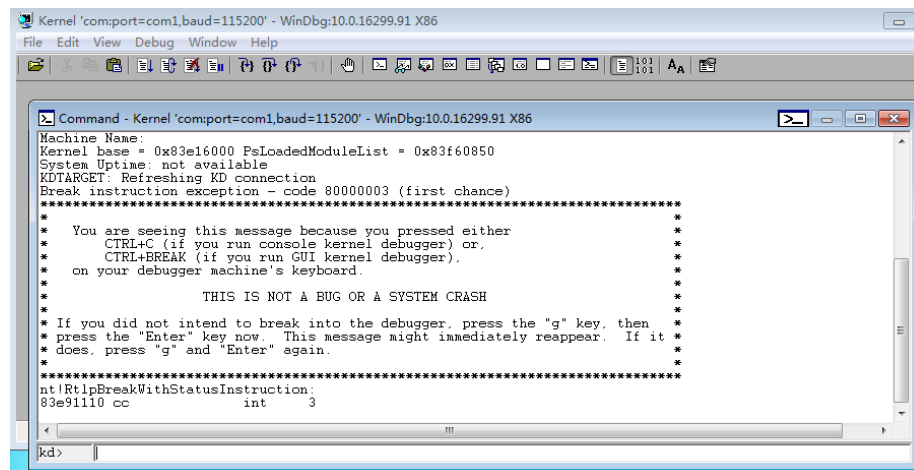 Kernel 'com:port=com1,baud=115200' - WinDbg:10.0.16299.91 X86
File Edit View Debug Window Help
Command - Kernel 'com:port=com1,baud=115200' - WinDbg:10.0.16299.91 X86
Machine Name:
Kernel base = 0x83e16000 PsLoadedModuleList = 0x83f60850
System Uptime: not available
KDTARGET: Refreshing KD connection
Break instruction exception - code 80000003 (first chance)
*******************************************************************************
*                                                                             *
*   You are seeing this message because you pressed either                    *
*       CTRL+C (if you run console kernel debugger) or,                       *
*       CTRL+BREAK (if you run GUI kernel debugger),                          *
*   on your debugger machine's keyboard.                                      *
*                                                                             *
*                   THIS IS NOT A BUG OR A SYSTEM CRASH                       *
*                                                                             *
* If you did not intend to break into the debugger, press the "g" key, then   *
* press the "Enter" key now.  This message might immediately reappear.  If it *
* does, press "g" and "Enter" again.                                          *
*                                                                             *
*******************************************************************************
nt!RtlpBreakWithStatusInstruction:
83e91110 cc              int     3
kd>